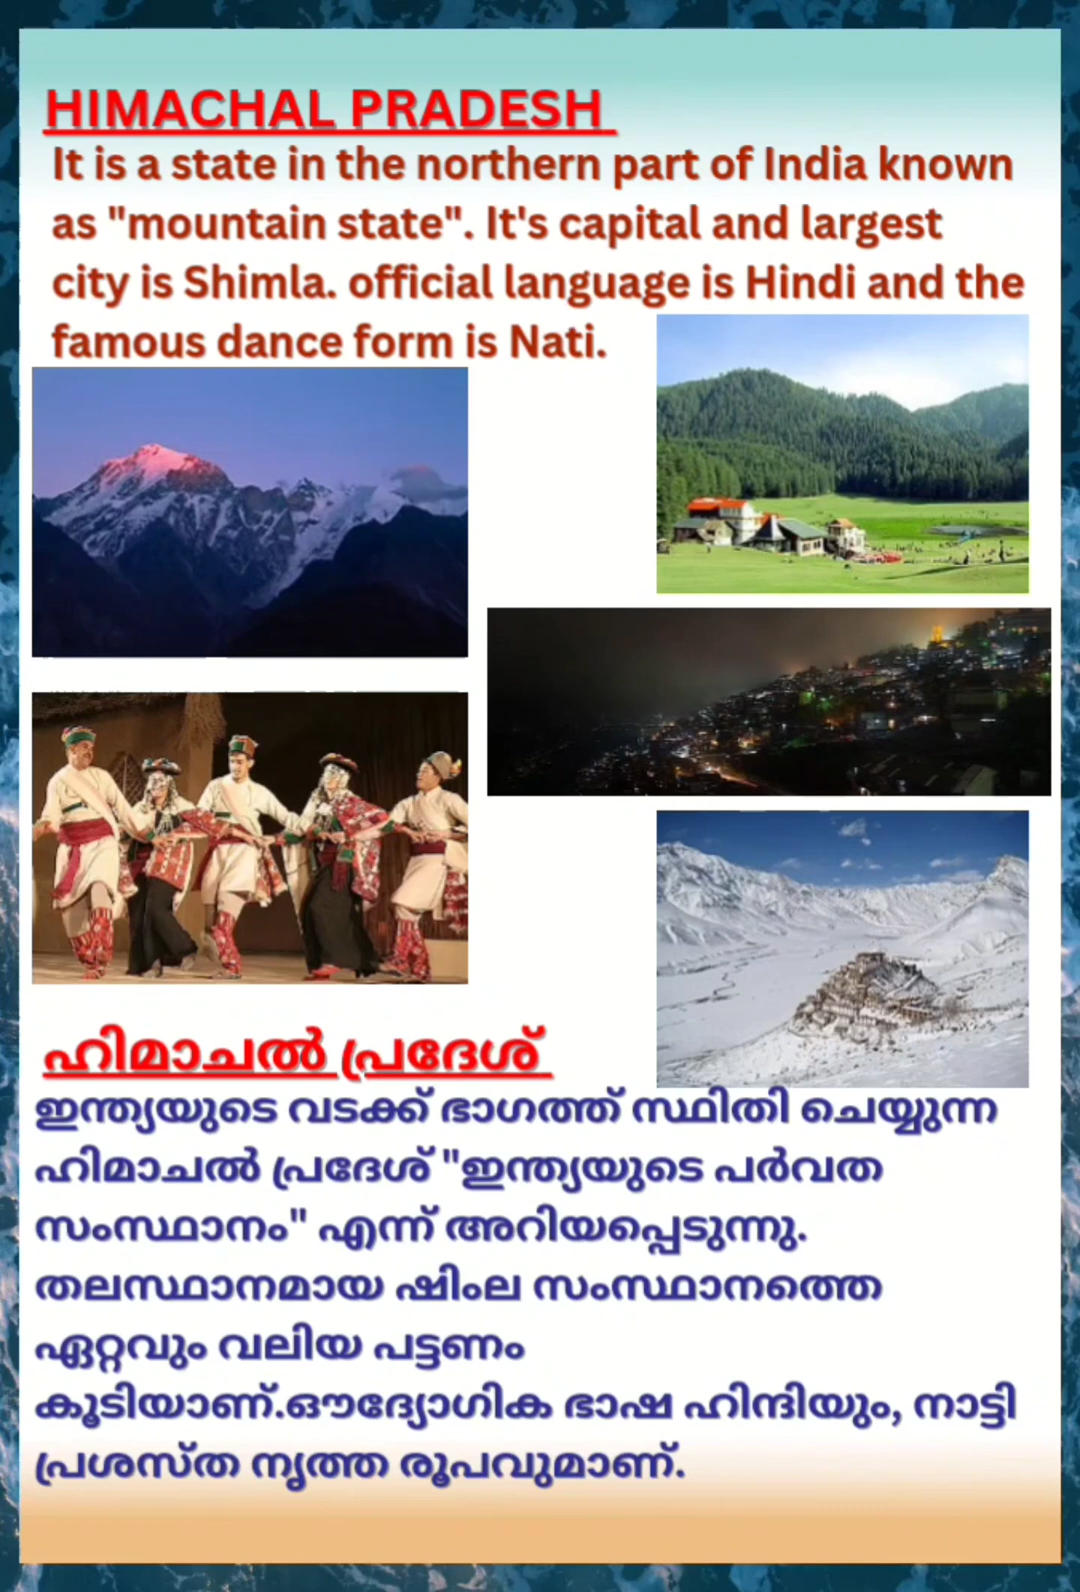 HIMACHAL PRADESH
It is a state in the northern part of India known
as "mountain state". It's capital and largest
city is Shimla. official language is Hindi and the
famous dance form is Nati.
ഹിമാചൽ പ്രദേശ്
ഇന്ത്യയുടെ വടക്ക് ഭാഗത്ത് സ്ഥിതി ചെയ്യുന്ന
ഹിമാചൽ പ്രദേശ് "ഇന്ത്യയുടെ പർവത
സംസ്ഥാനം" എന്ന് അറിയപ്പെടുന്നു.
തലസ്ഥാനമായ ഷിംല സംസ്ഥാനത്തെ
ഏറ്റവും വലിയ പട്ടണം
കൂടിയാണ്.ഔദ്യോഗിക ഭാഷ ഹിന്ദിയും, നാട്ടി
പ്രശസ്ത നൃത്ത രൂപവുമാണ്.